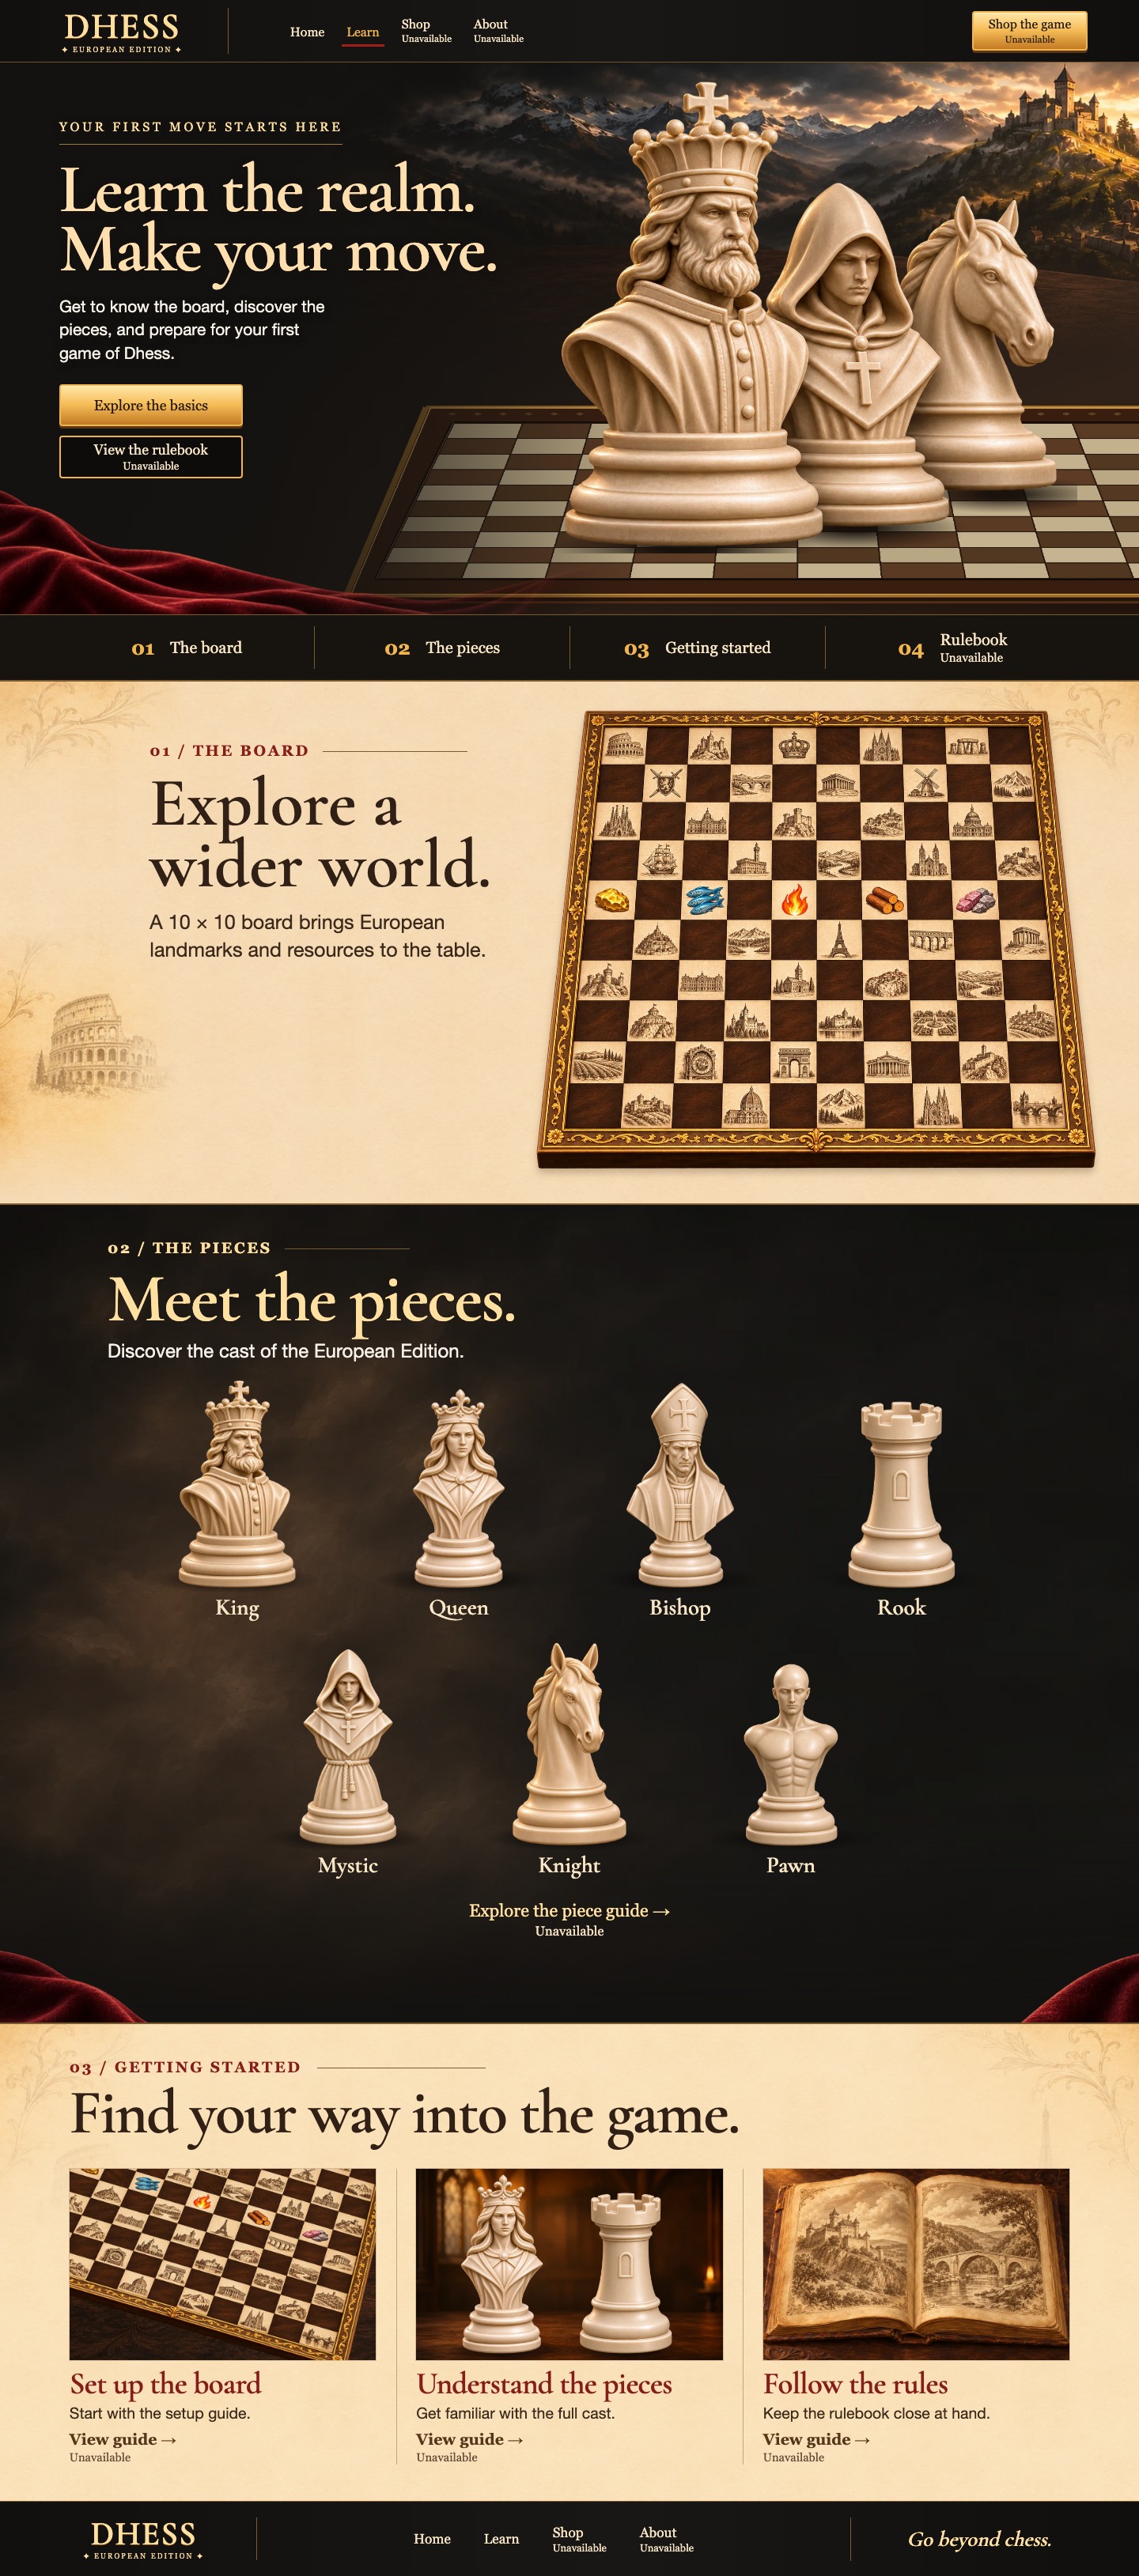 DHESS
✦ EUROPEAN EDITION ✦
Home
Learn
Shop
Unavailable
About
Unavailable
Shop the game
Unavailable
YOUR FIRST MOVE STARTS HERE
Learn the realm.
Make your move.
Get to know the board, discover the
pieces, and prepare for your first
game of Dhess.
Explore the basics
View the rulebook
Unavailable
01 The board
02 The pieces
03 Getting started
04 Rulebook
Unavailable
01 / THE BOARD
Explore a
wider world.
A 10 × 10 board brings European
landmarks and resources to the table.
02 / THE PIECES
Meet the pieces.
Discover the cast of the European Edition.
King
Queen
Bishop
Rook
Mystic
Knight
Pawn
Explore the piece guide →
Unavailable
03 / GETTING STARTED
Find your way into the game.
Set up the board
Start with the setup guide.
View guide →
Unavailable
Understand the pieces
Get familiar with the full cast.
View guide →
Unavailable
Follow the rules
Keep the rulebook close at hand.
View guide →
Unavailable
DHESS
✦ EUROPEAN EDITION ✦
Home
Learn
Shop
Unavailable
About
Unavailable
Go beyond chess.